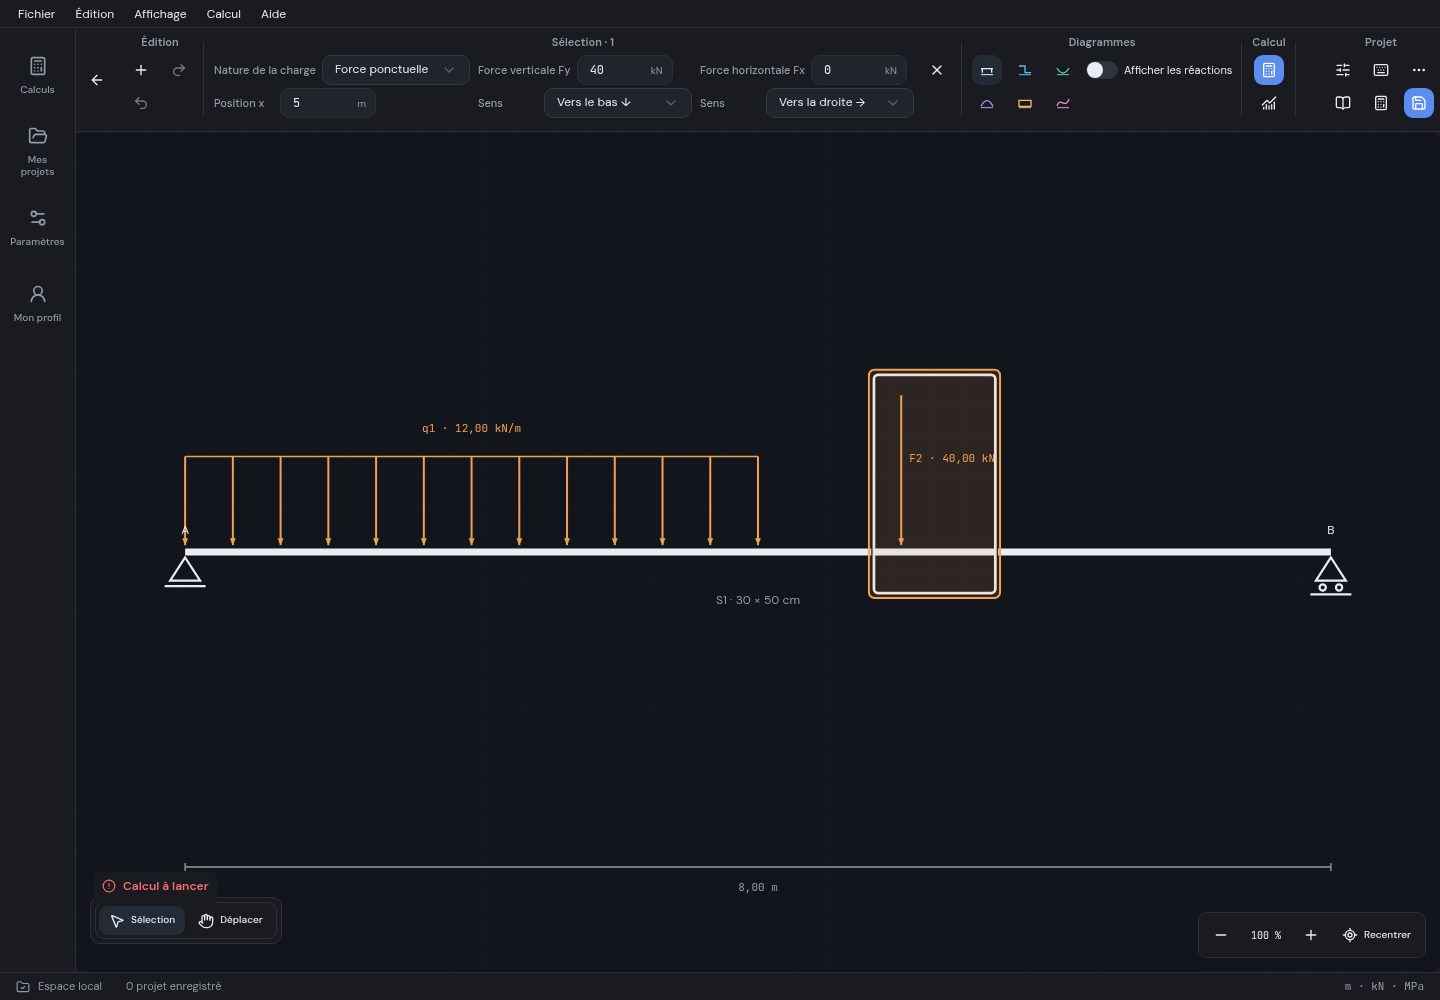 Fichier Édition Affichage Calcul Aide
Édition
Sélection · 1
Diagrammes
Calcul
Projet
Nature de la charge
Force ponctuelle
Force verticale Fy
40 kN
Force horizontale Fx
0 kN
Afficher les réactions
Position x
5 m
Sens
Vers le bas ↓
Sens
Vers la droite →
Calculs
Mes
projets
Paramètres
Mon profil
q1 · 12,00 kN/m
F2 · 40,00 kN
A
B
S1 · 30 × 50 cm
8,00 m
Calcul à lancer
Sélection
Déplacer
100 %
Recentrer
Espace local
0 projet enregistré
m · kN · MPa